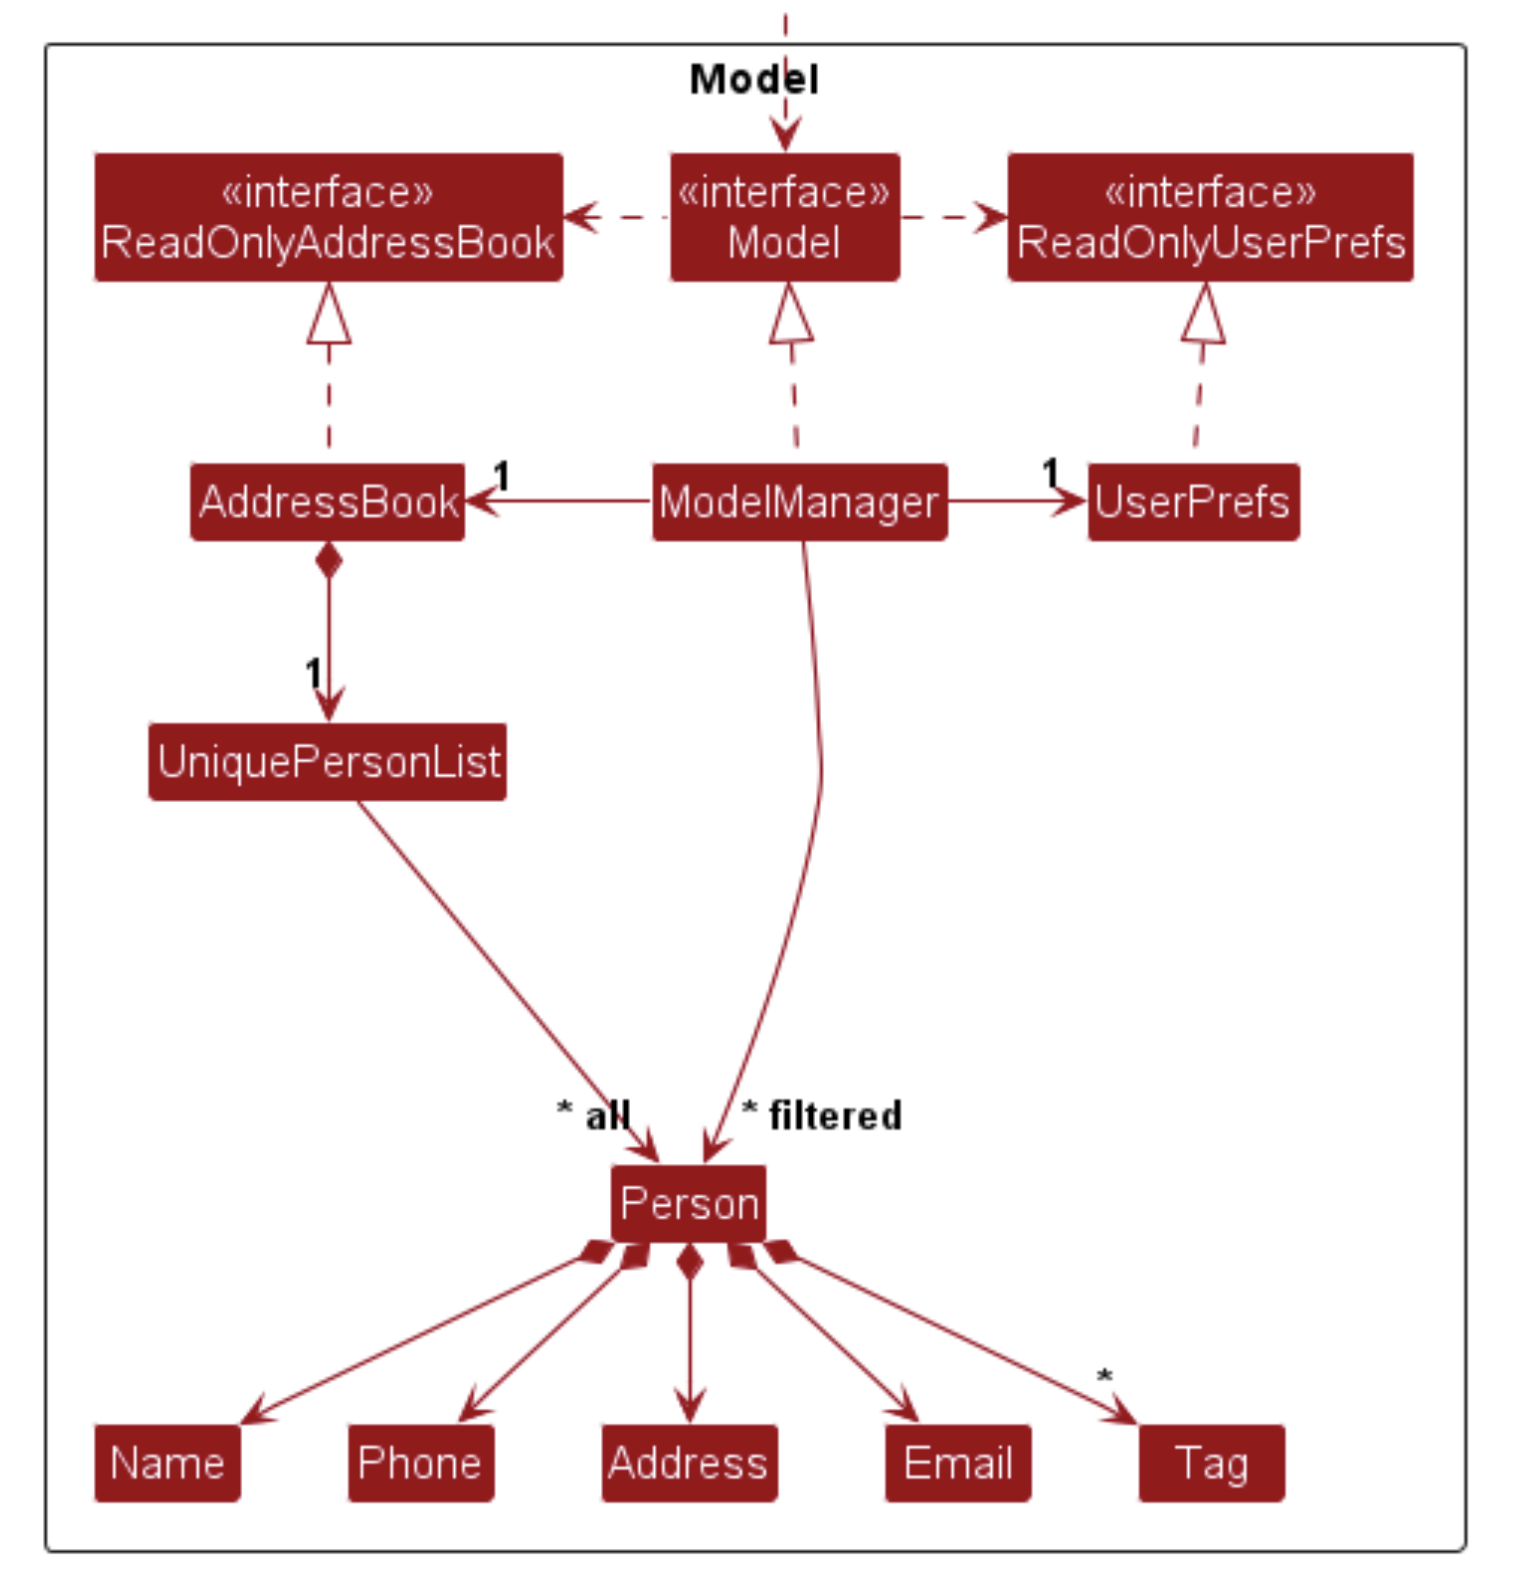 Model
«interface»
ReadOnlyAddressBook
«interface»
Model
«interface»
ReadOnlyUserPrefs
AddressBook
1
ModelManager
1
UserPrefs
1
UniquePersonList
* all
* filtered
Person
*
Name
Phone
Address
Email
Tag